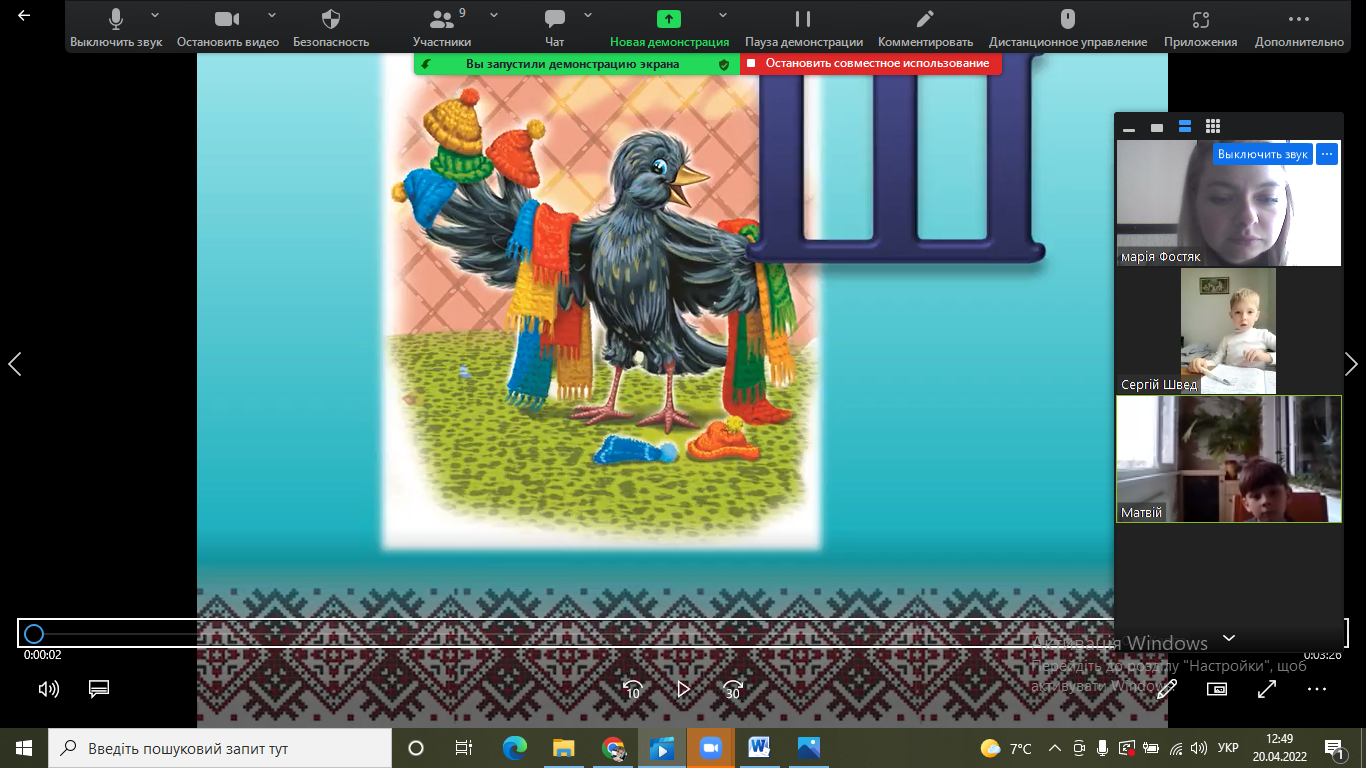 9
Выключить звук
Остановить видео
Безопасность
Участники
Чат
Новая демонстрация
Пауза демонстрации
Комментировать
Дистанционное управление
Приложения
Дополнительно
Вы запустили демонстрацию экрана
Остановить совместное использование
Ш
Выключить звук
марія Фостяк
Сергій Швед
Матвій
0:00:02
0:03:26
Активація Windows
Перейдіть до розділу "Настройки", щоб
активувати Windows.
10
30
Введіть пошуковий запит тут
7°C
УКР
12:49
20.04.2022
1